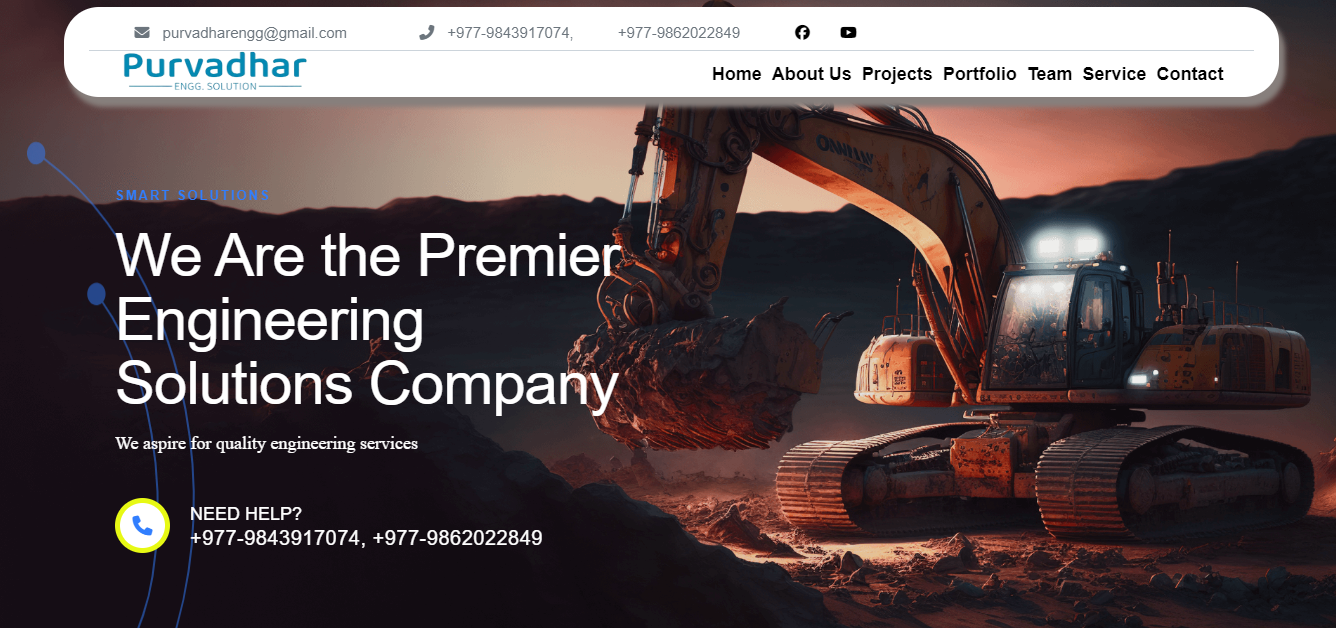 purvadharengg@gmail.com +977-9843917074, +977-9862022849
Purvadhar
ENGG. SOLUTION
Home About Us Projects Portfolio Team Service Contact
SMART SOLUTIONS
We Are the Premier
Engineering
Solutions Company
We aspire for quality engineering services
NEED HELP?
+977-9843917074, +977-9862022849